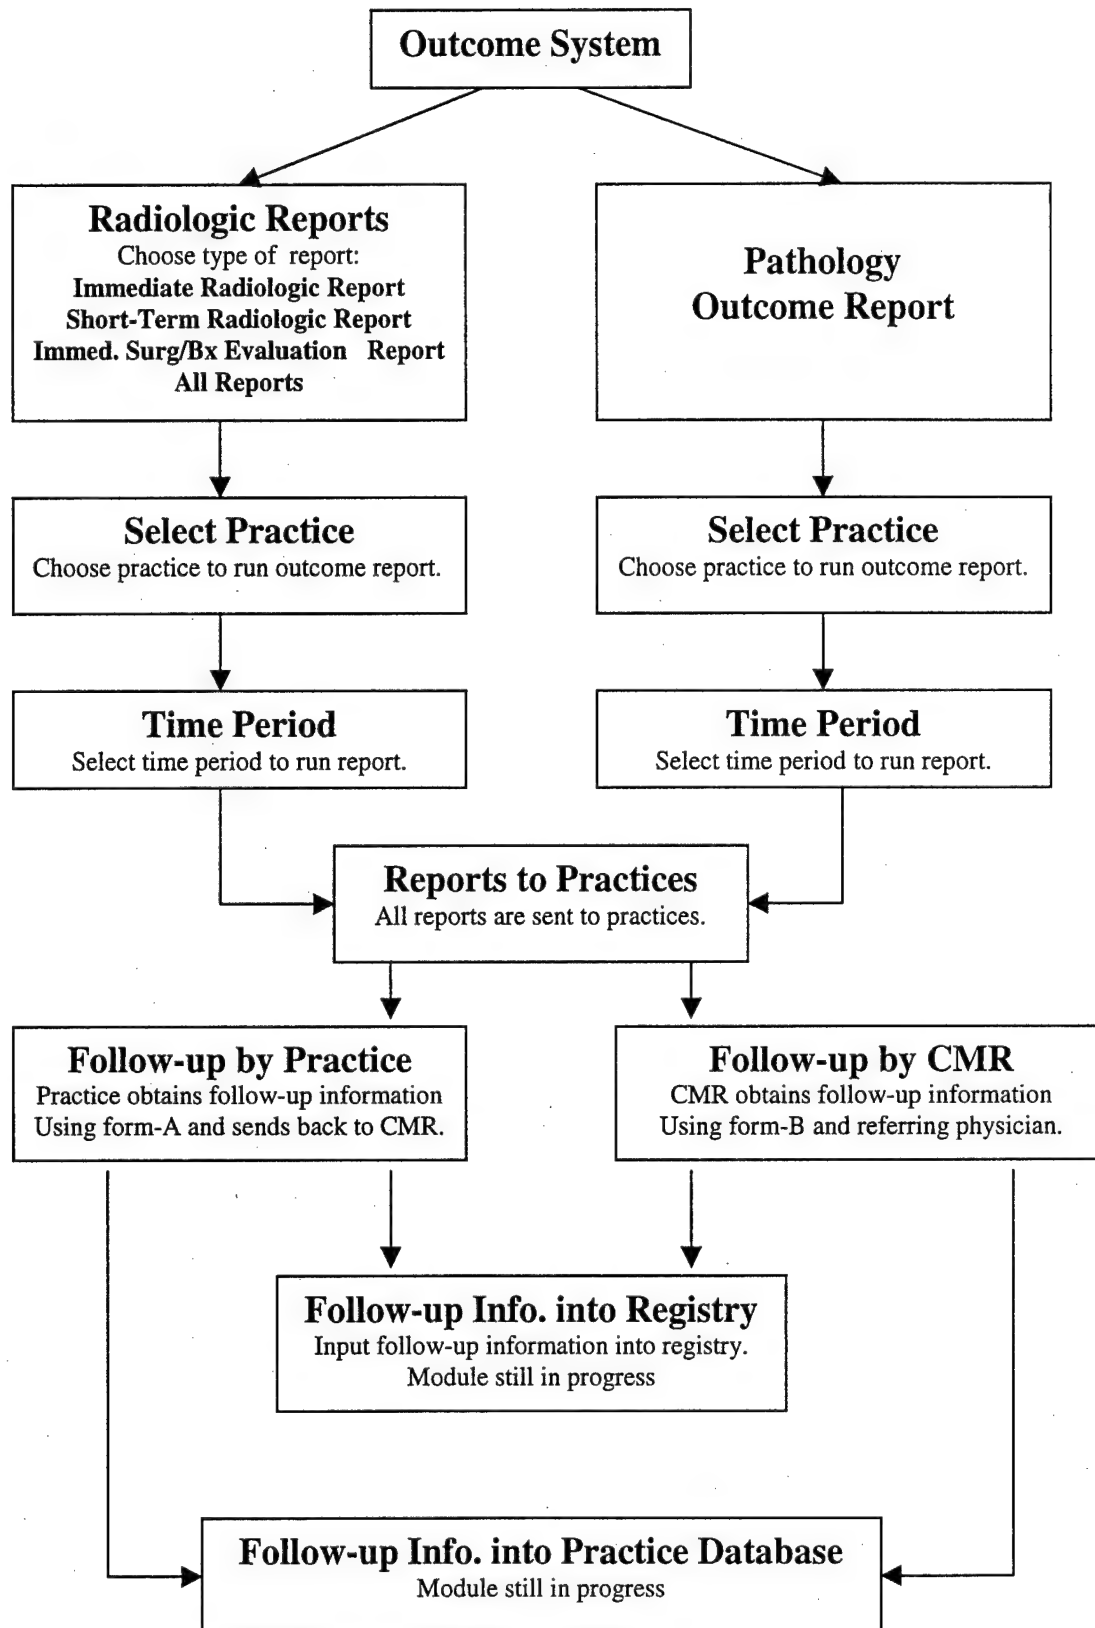 Outcome System
Radiologic Reports
Choose type of report:
Immediate Radiologic Report
Short-Term Radiologic Report
Immed. Surg/Bx Evaluation Report
All Reports
Pathology
Outcome Report
Select Practice
Choose practice to run outcome report.
Select Practice
Choose practice to run outcome report.
Time Period
Select time period to run report.
Time Period
Select time period to run report.
Reports to Practices
All reports are sent to practices.
Follow-up by Practice
Practice obtains follow-up information
Using form-A and sends back to CMR.
Follow-up by CMR
CMR obtains follow-up information
Using form-B and referring physician.
Follow-up Info. into Registry
Input follow-up information into registry.
Module still in progress
Follow-up Info. into Practice Database
Module still in progress